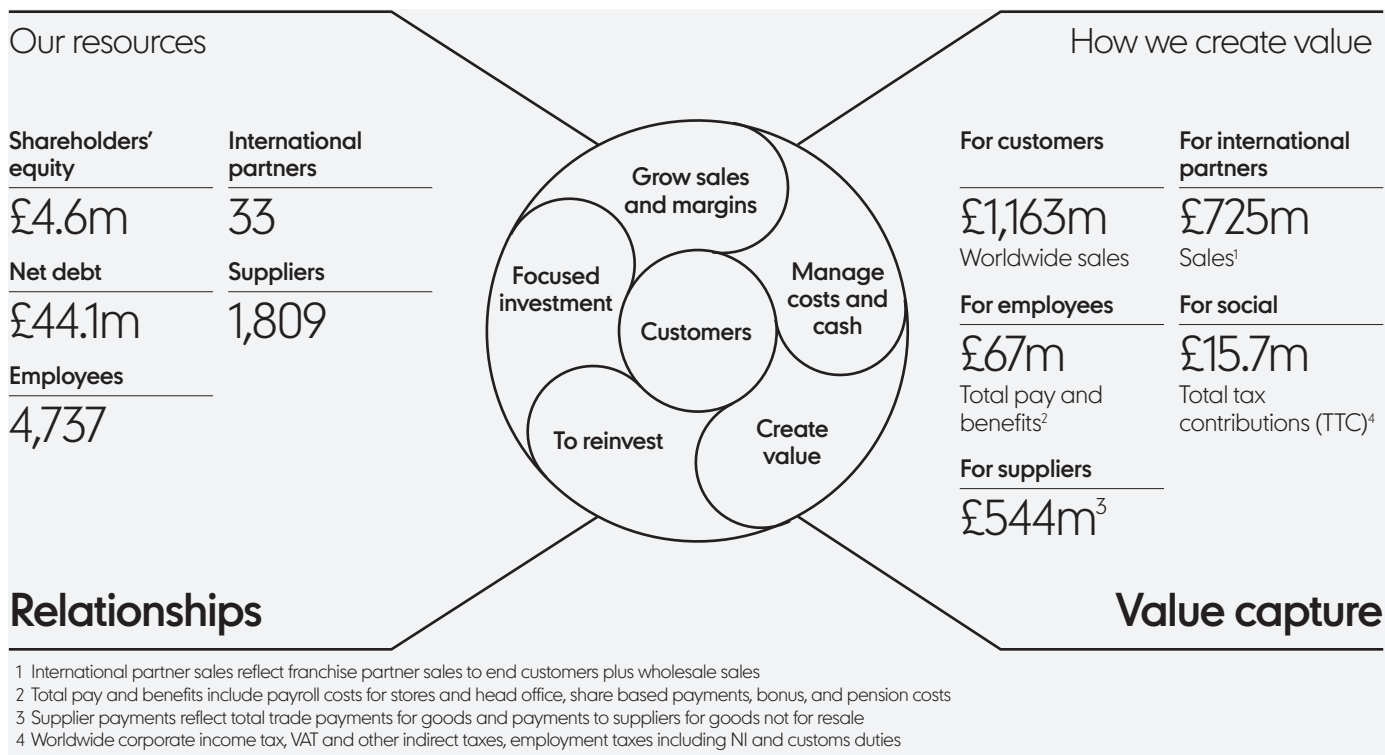 Our resources
How we create value
Shareholders’
equity
£4.6m
International
partners
33
Net debt
£44.1m
Suppliers
1,809
Employees
4,737
Grow sales
and margins
Focused
investment
Customers
Manage
costs and
cash
To reinvest
Create
value
For customers
£1,163m
Worldwide sales
For international
partners
£725m
Sales¹
For employees
£67m
Total pay and
benefits²
For social
£15.7m
Total tax
contributions (TTC)⁴
For suppliers
£544m³
Relationships
Value capture
1 International partner sales reflect franchise partner sales to end customers plus wholesale sales
2 Total pay and benefits include payroll costs for stores and head office, share based payments, bonus, and pension costs
3 Supplier payments reflect total trade payments for goods and payments to suppliers for goods not for resale
4 Worldwide corporate income tax, VAT and other indirect taxes, employment taxes including NI and customs duties